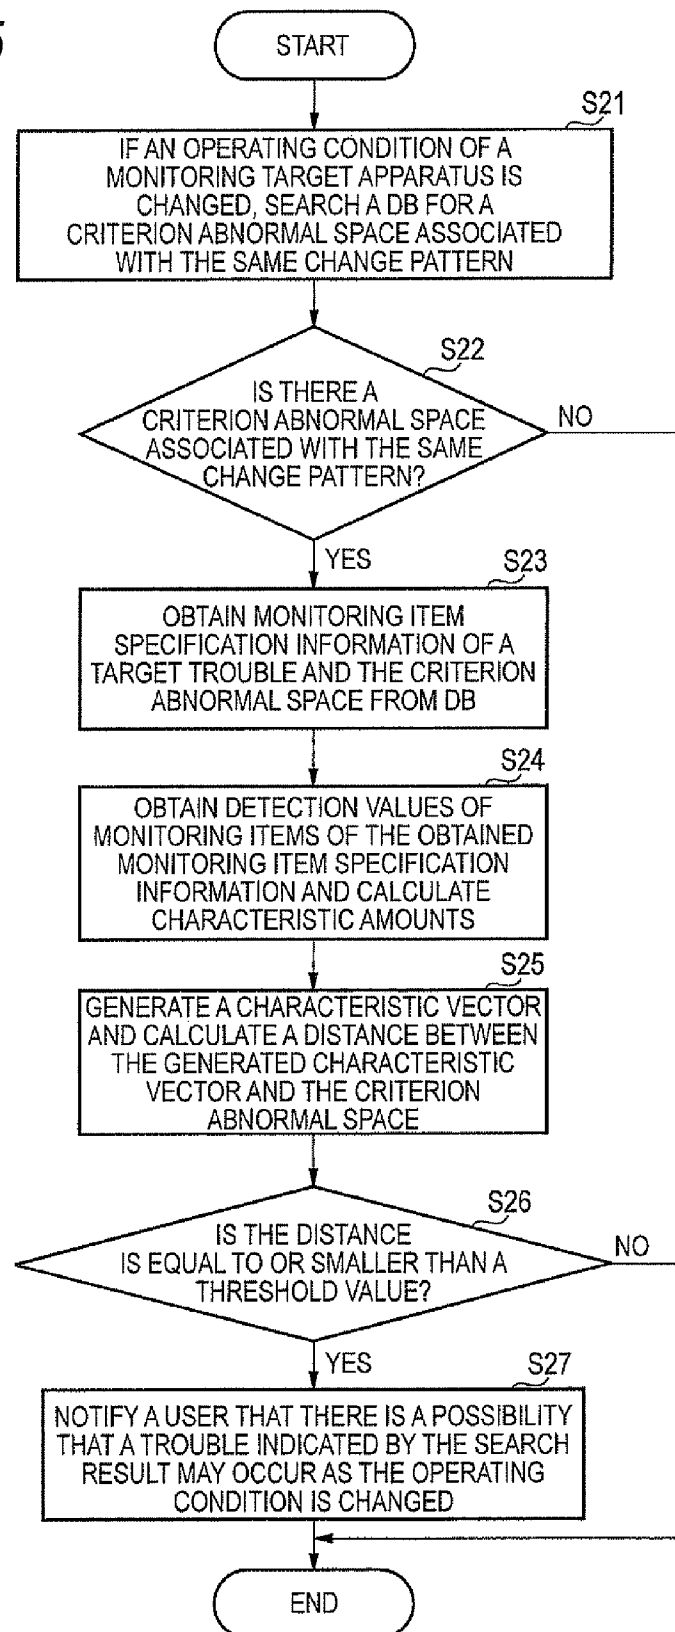 5
START
S21
IF AN OPERATING CONDITION OF A
MONITORING TARGET APPARATUS IS
CHANGED, SEARCH A DB FOR A
CRITERION ABNORMAL SPACE ASSOCIATED
WITH THE SAME CHANGE PATTERN
S22
IS THERE A
CRITERION ABNORMAL SPACE
ASSOCIATED WITH THE SAME
CHANGE PATTERN?
NO
YES
S23
OBTAIN MONITORING ITEM
SPECIFICATION INFORMATION OF A
TARGET TROUBLE AND THE CRITERION
ABNORMAL SPACE FROM DB
S24
OBTAIN DETECTION VALUES OF
MONITORING ITEMS OF THE OBTAINED
MONITORING ITEM SPECIFICATION
INFORMATION AND CALCULATE
CHARACTERISTIC AMOUNTS
S25
GENERATE A CHARACTERISTIC VECTOR
AND CALCULATE A DISTANCE BETWEEN
THE GENERATED CHARACTERISTIC
VECTOR AND THE CRITERION
ABNORMAL SPACE
S26
IS THE DISTANCE
IS EQUAL TO OR SMALLER THAN A
THRESHOLD VALUE?
NO
YES
S27
NOTIFY A USER THAT THERE IS A POSSIBILITY
THAT A TROUBLE INDICATED BY THE SEARCH
RESULT MAY OCCUR AS THE OPERATING
CONDITION IS CHANGED
END